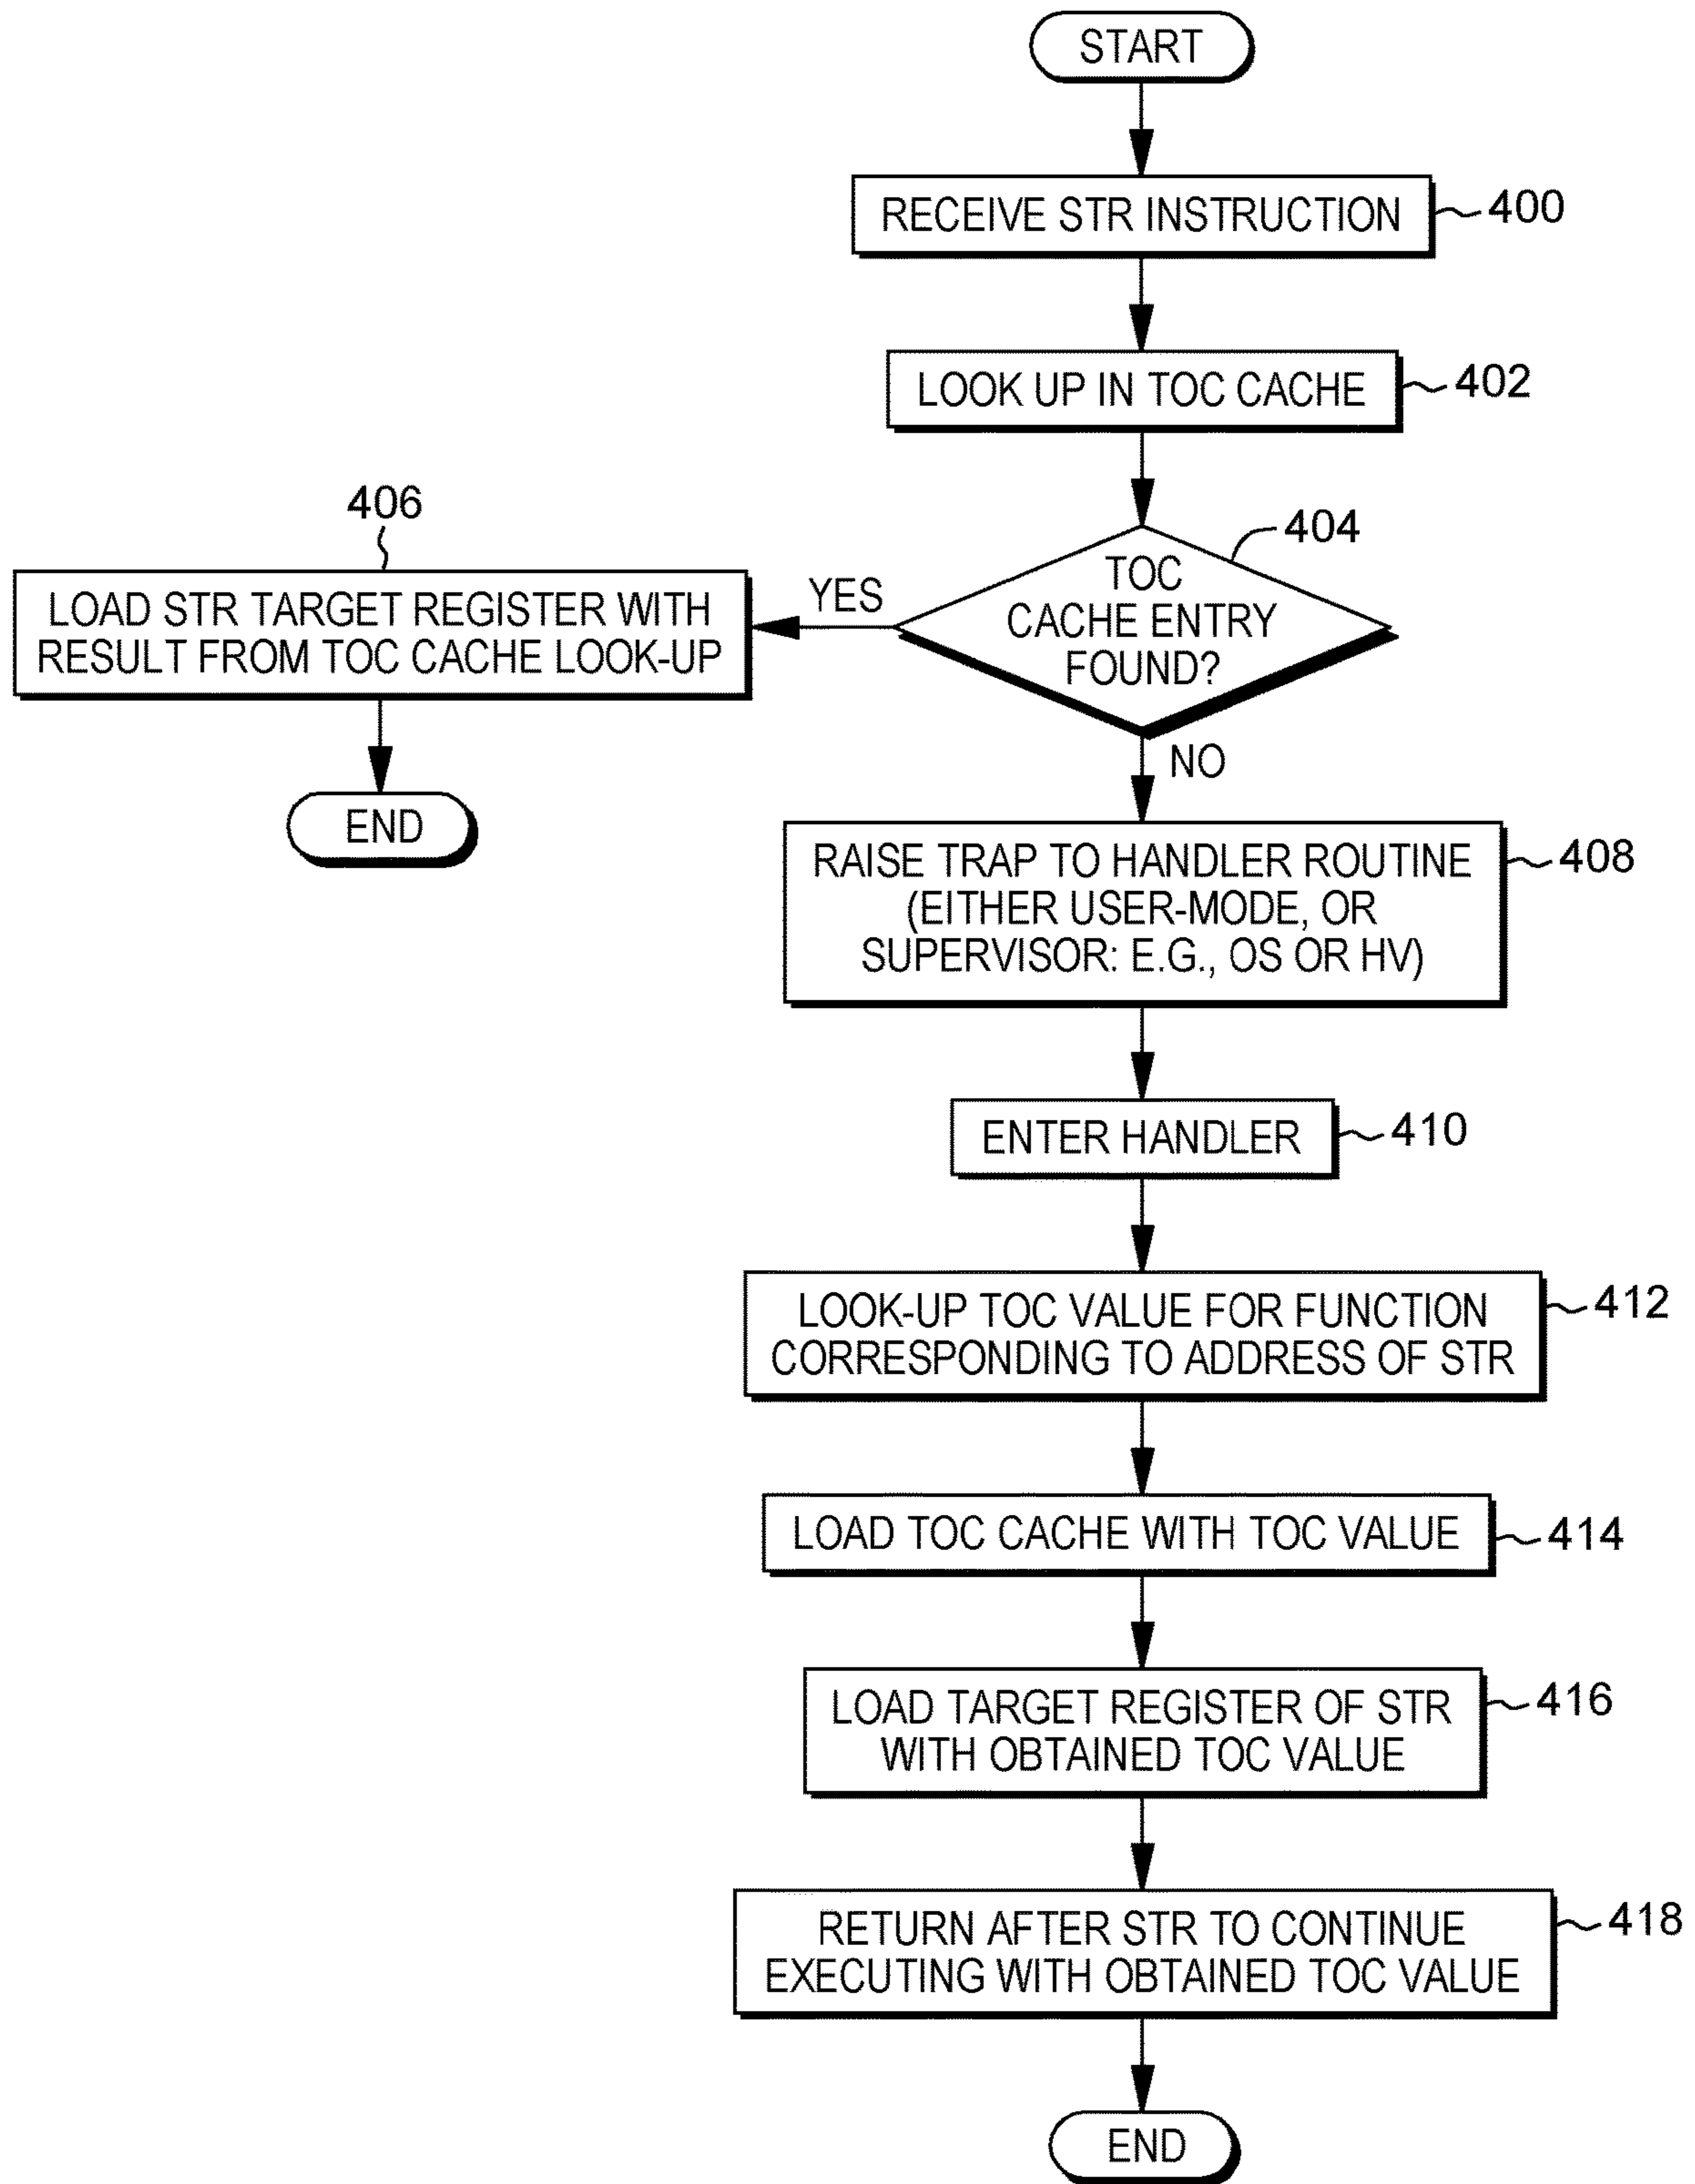 START
RECEIVE STR INSTRUCTION
400
LOOK UP IN TOC CACHE
402
404
TOC
CACHE ENTRY
FOUND?
YES
406
LOAD STR TARGET REGISTER WITH
RESULT FROM TOC CACHE LOOK-UP
END
NO
RAISE TRAP TO HANDLER ROUTINE
(EITHER USER-MODE, OR
SUPERVISOR: E.G., OS OR HV)
408
ENTER HANDLER
410
LOOK-UP TOC VALUE FOR FUNCTION
CORRESPONDING TO ADDRESS OF STR
412
LOAD TOC CACHE WITH TOC VALUE
414
LOAD TARGET REGISTER OF STR
WITH OBTAINED TOC VALUE
416
RETURN AFTER STR TO CONTINUE
EXECUTING WITH OBTAINED TOC VALUE
418
END